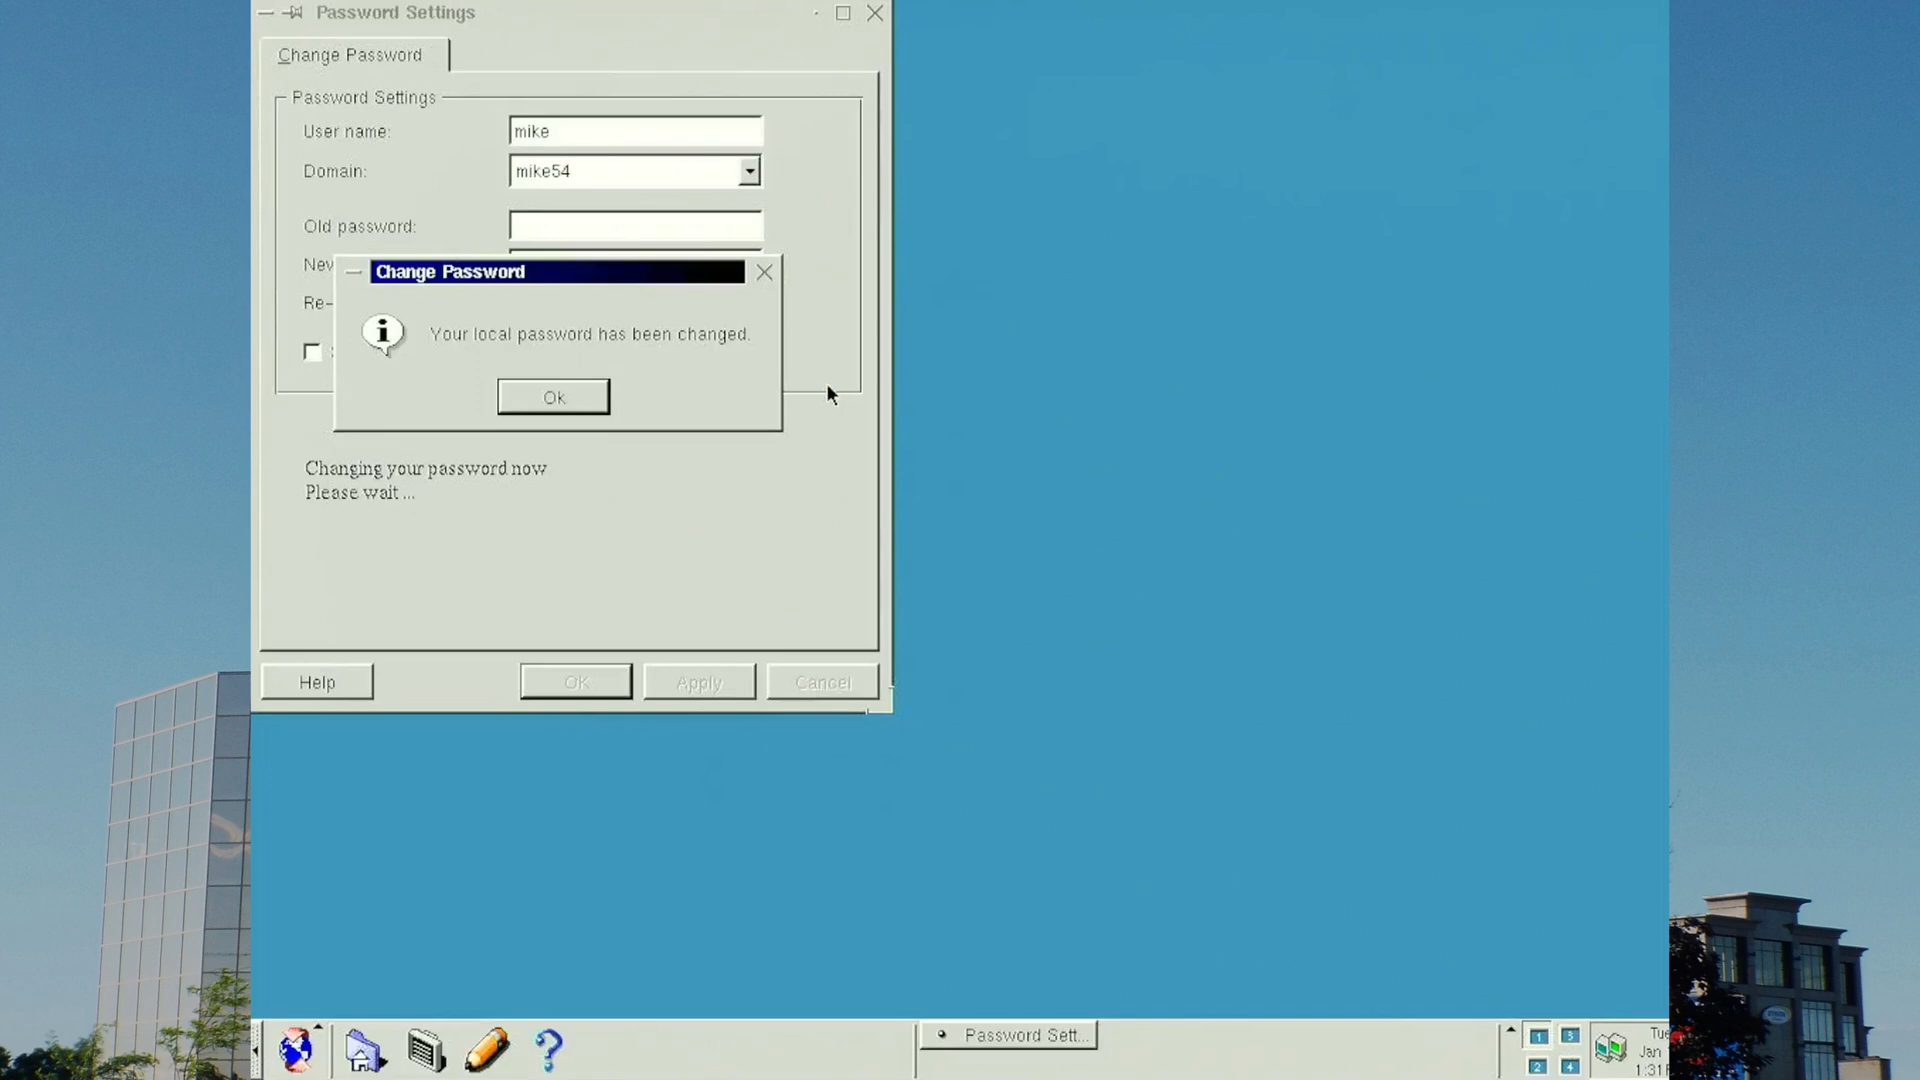 Password Settings
Change Password
Password Settings
User name:
mike
Domain:
mike54
Old password:
Change Password
Re-
Your local password has been changed.
Ok
Changing your password now
Please wait ...
Help
OK
Apply
Cancel
Password Sett...
1
3
2
4
Jan
1:31